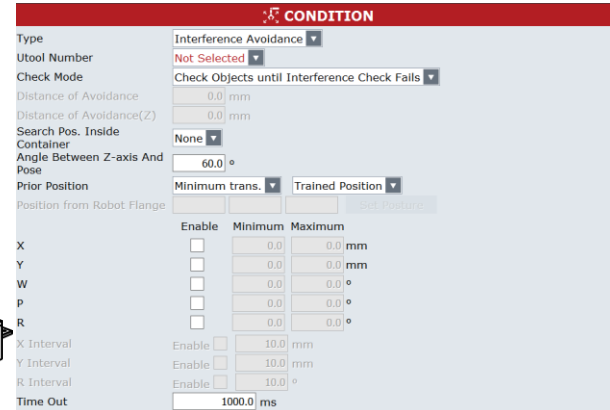 CONDITION
Type Interference Avoidance
Utool Number Not Selected
Check Mode Check Objects until Interference Check Fails
Distance of Avoidance 0.0 mm
Distance of Avoidance(Z) 0.0 mm
Search Pos. Inside
Container None
Angle Between Z-axis And
Pose 60.0 °
Prior Position Minimum trans. Trained Position
Position from Robot Flange Set Posture
Enable Minimum Maximum
X 0.0 0.0 mm
Y 0.0 0.0 mm
W 0.0 0.0 °
P 0.0 0.0 °
R 0.0 0.0 °
X Interval Enable 10.0 mm
Y Interval Enable 10.0 mm
R Interval Enable 10.0 °
Time Out 1000.0 ms